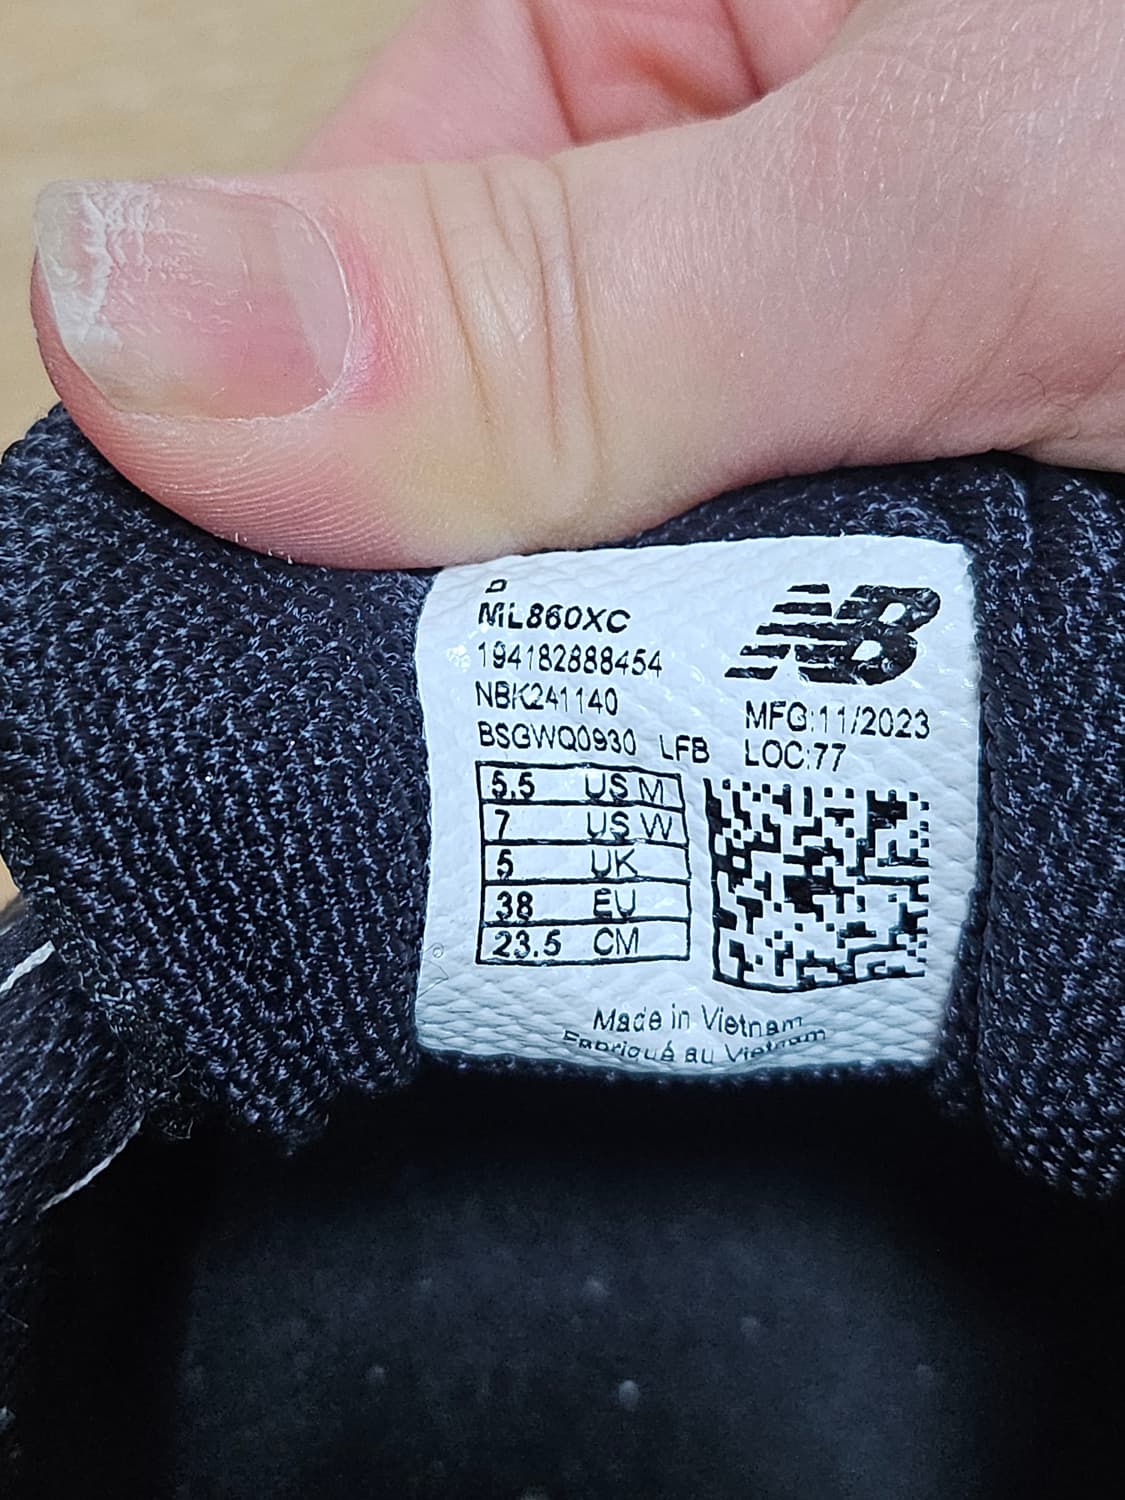 D
ML860XC
194182888454
NBK241140
BSGWQ0930 LFB
NB
MFG:11/2023
LOC:77
5.5 US M
7 US W
5 UK
38 EU
23.5 CM
Made in Vietnam
Fabriqué au Vietnam